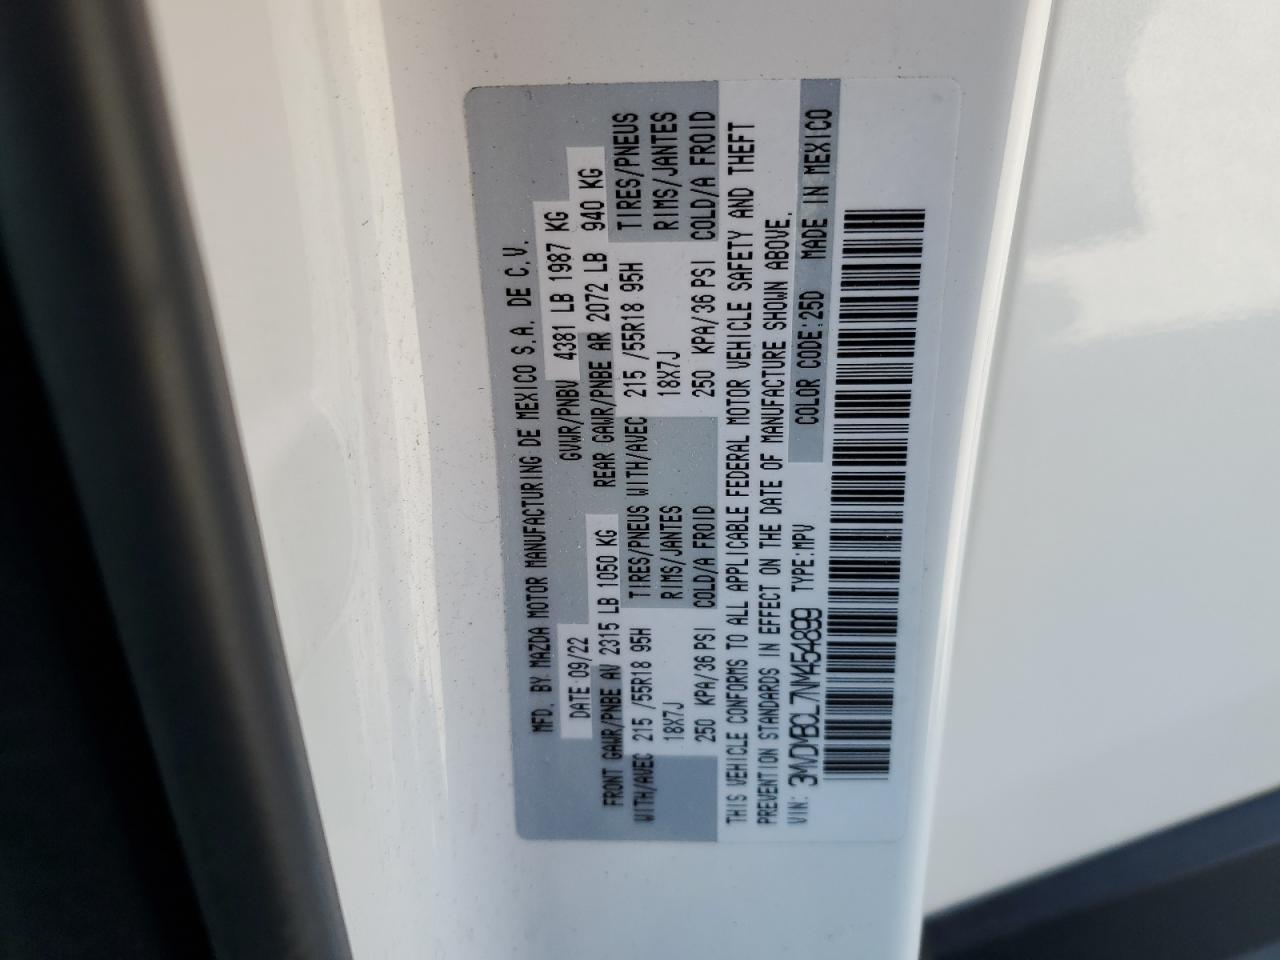 MFD. BY MAZDA MOTOR MANUFACTURING DE MEXICO S.A. DE C.V.
DATE 09/22 GVWR/PNBV 4381 LB 1987 KG
FRONT GAWR/PNBE AV 2315 LB 1050 KG REAR GAWR/PNBE AR 2072 LB 940 KG
WITH/AVEC 215 /55R18 95H TIRES/PNEUS WITH/AVEC 215 /55R18 95H TIRES/PNEUS
18X7J RIMS/JANTES 18X7J RIMS/JANTES
250 KPA/36 PSI COLD/A FROID 250 KPA/36 PSI COLD/A FROID
THIS VEHICLE CONFORMS TO ALL APPLICABLE FEDERAL MOTOR VEHICLE SAFETY AND THEFT
PREVENTION STANDARDS IN EFFECT ON THE DATE OF MANUFACTURE SHOWN ABOVE.
VIN: 3MVDMBCL7NM454899 TYPE:MPV COLOR CODE:25D MADE IN MEXICO